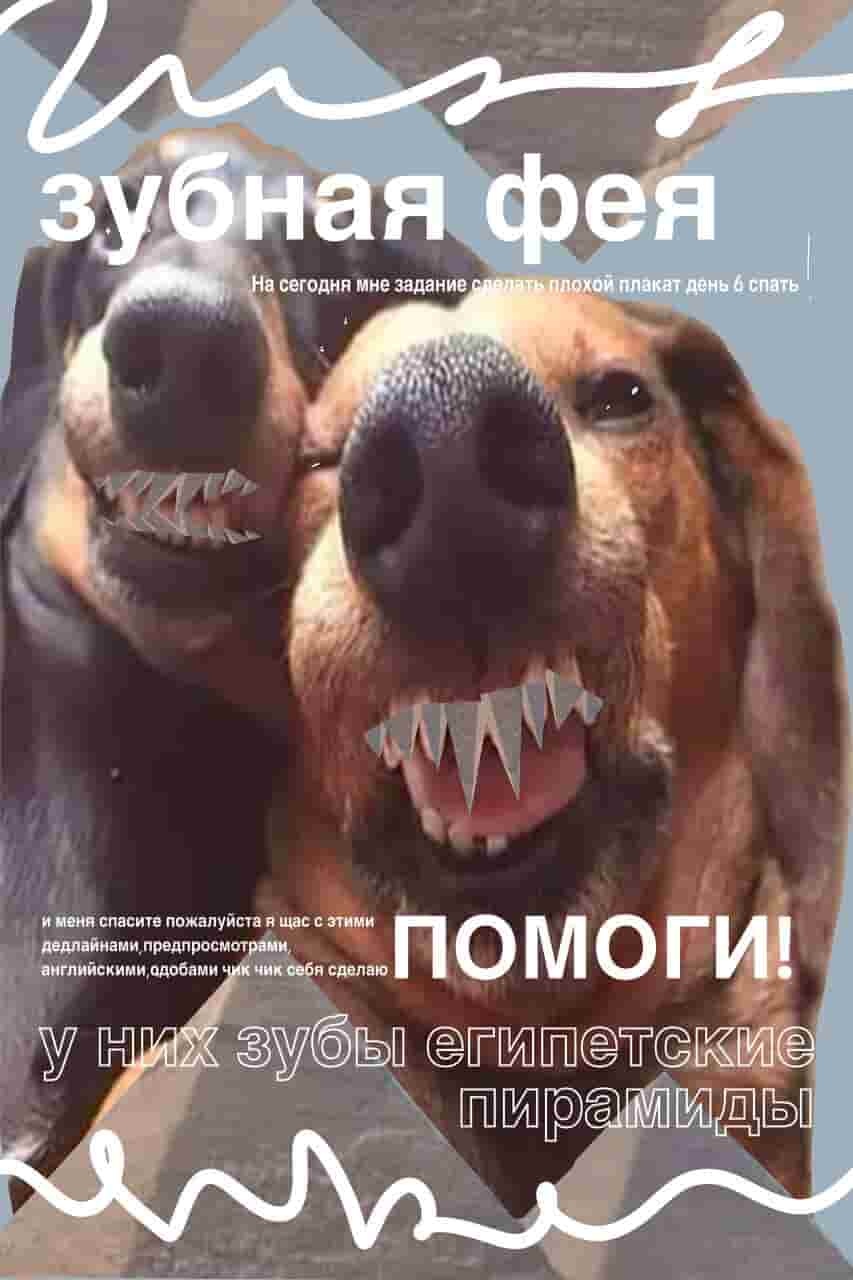 зубная фея
На сегодня мне задание сделать плохой плакат день 6 спать
и меня спасите пожалуйста я щас с этими
дедлайнами,предпросмотрами,
английскими,адобами чик чик себя сделаю
ПОМОГИ!
у них зубы египетские
пирамиды